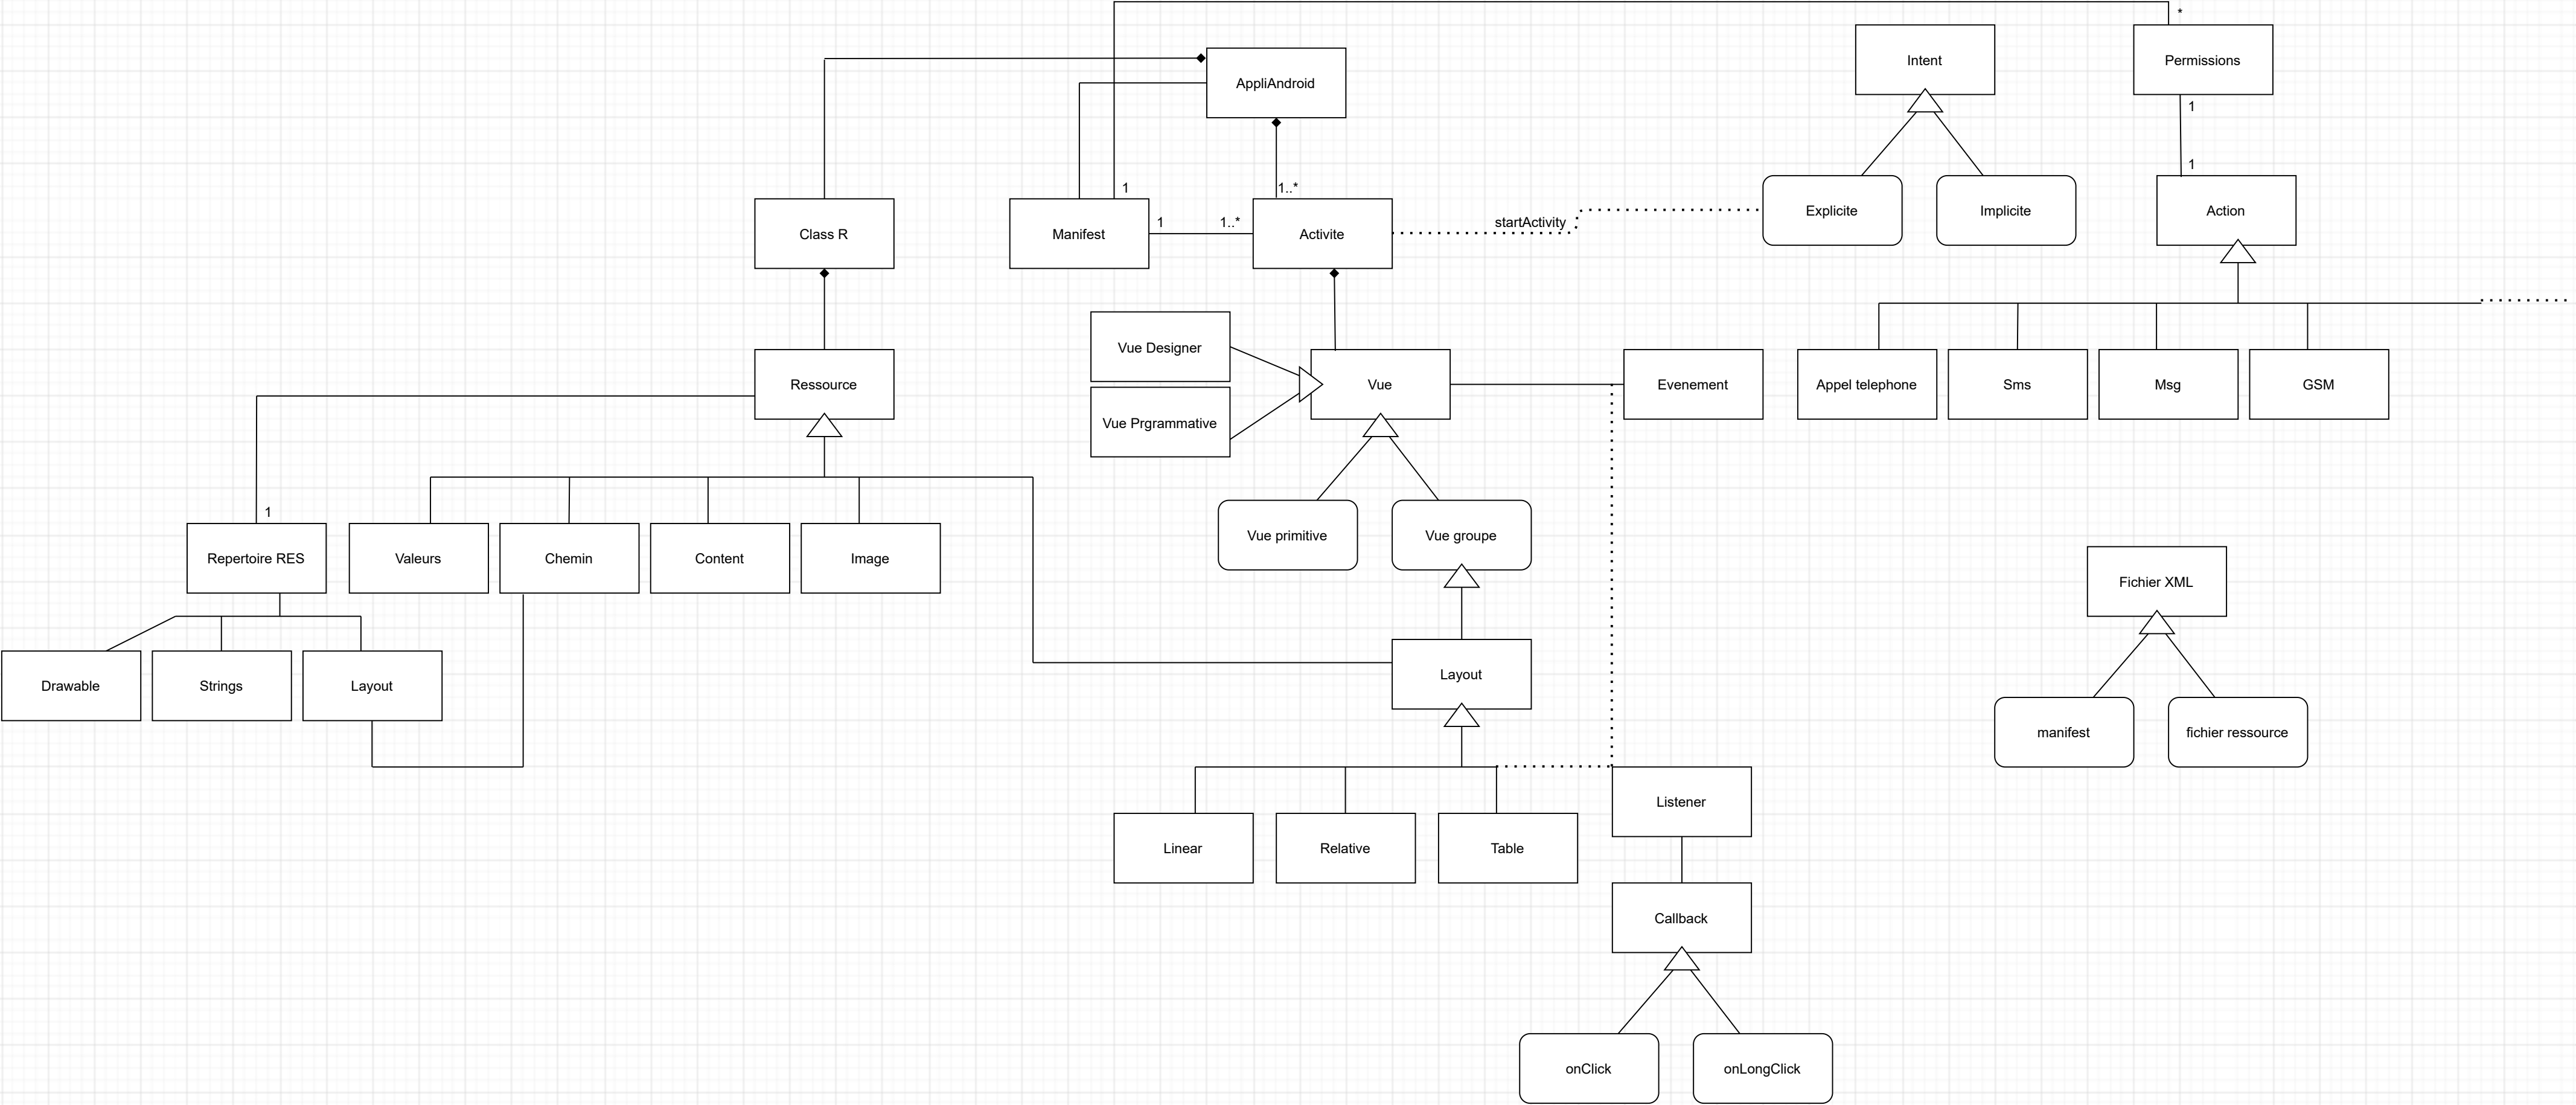 *
Intent
Permissions
AppliAndroid
1
1
1
1..*
Class R
Manifest
1
1..*
Activite
startActivity
Explicite
Implicite
Action
Vue Designer
Vue Prgrammative
Ressource
Vue
Evenement
Appel telephone
Sms
Msg
GSM
1
Repertoire RES
Valeurs
Chemin
Content
Image
Vue primitive
Vue groupe
Fichier XML
Drawable
Strings
Layout
Layout
manifest
fichier ressource
Linear
Relative
Table
Listener
Callback
onClick
onLongClick